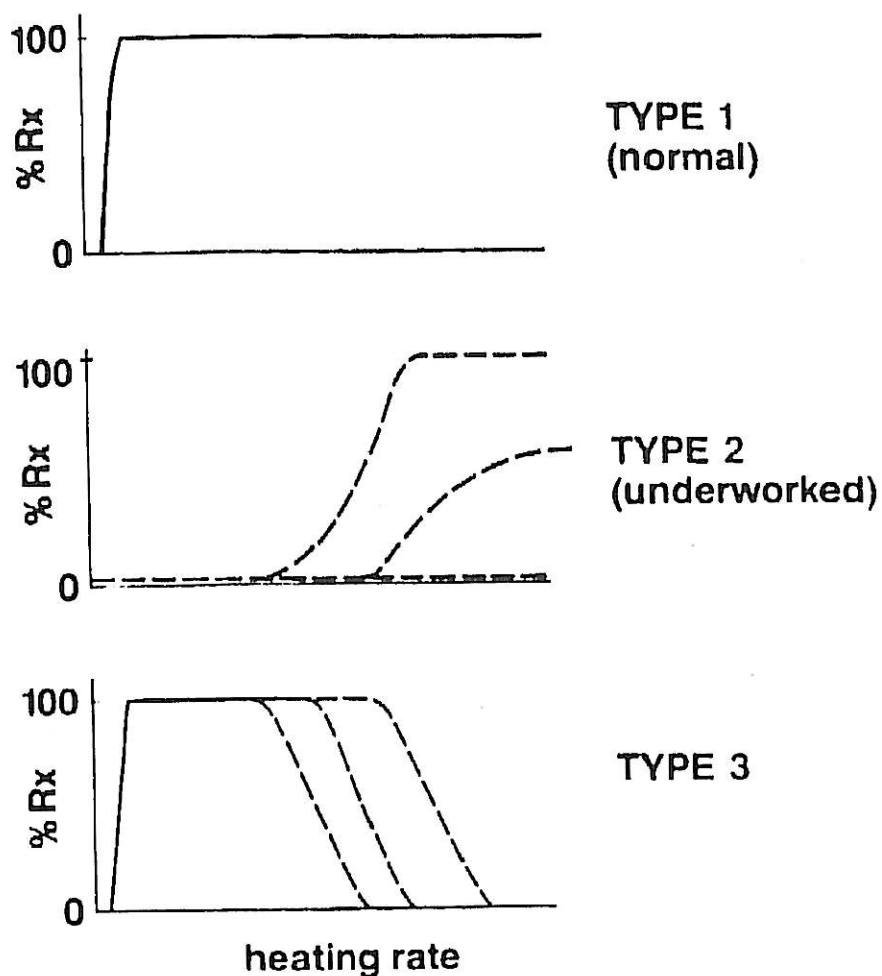 100
% Rx
0
TYPE 1
(normal)
100
% Rx
0
TYPE 2
(underworked)
100
% Rx
0
TYPE 3
heating rate